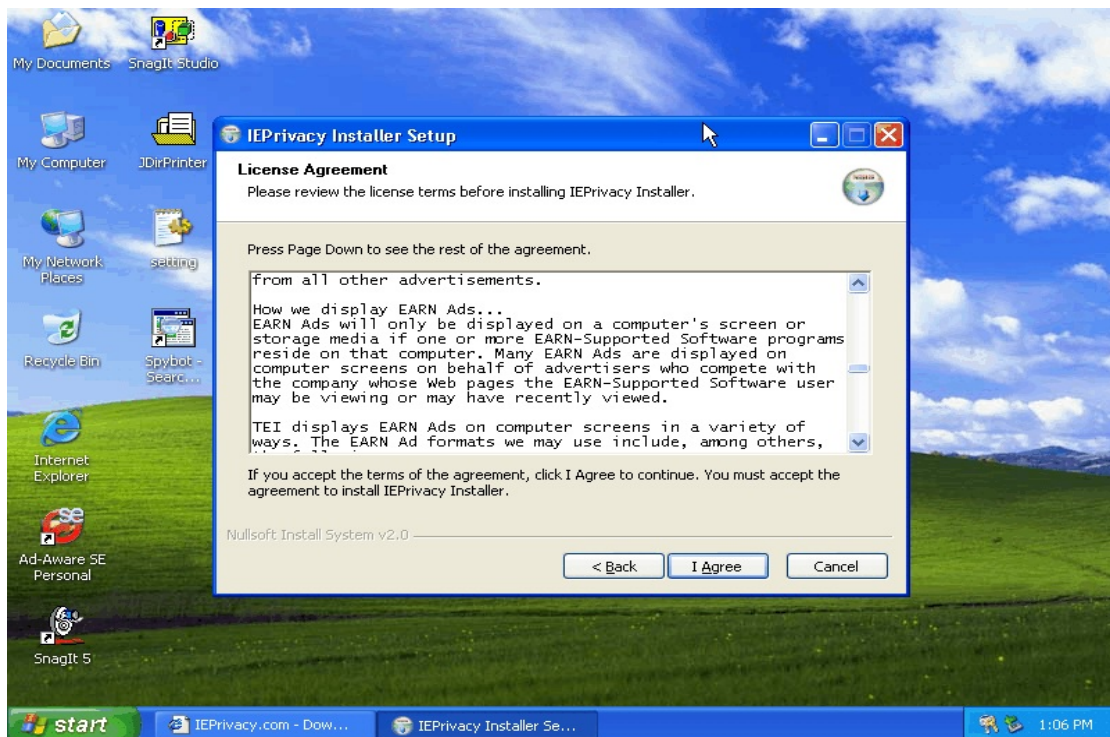 My Documents
SnagIt Studio
My Computer
JDirPrinter
My Network
Places
setting
Recycle Bin
Spybot -
Searc...
Internet
Explorer
Ad-Aware SE
Personal
SnagIt 5
IEPrivacy Installer Setup
License Agreement
Please review the license terms before installing IEPrivacy Installer.
Press Page Down to see the rest of the agreement.
from all other advertisements.
How we display EARN Ads...
EARN Ads will only be displayed on a computer's screen or
storage media if one or more EARN-Supported Software programs
reside on that computer. Many EARN Ads are displayed on
computer screens on behalf of advertisers who compete with
the company whose Web pages the EARN-Supported Software user
may be viewing or may have recently viewed.
TEI displays EARN Ads on computer screens in a variety of
ways. The EARN Ad formats we may use include, among others,
If you accept the terms of the agreement, click I Agree to continue. You must accept the
agreement to install IEPrivacy Installer.
Nullsoft Install System v2.0
< Back
I Agree
Cancel
start
IEPrivacy.com - Dow...
IEPrivacy Installer Se...
1:06 PM